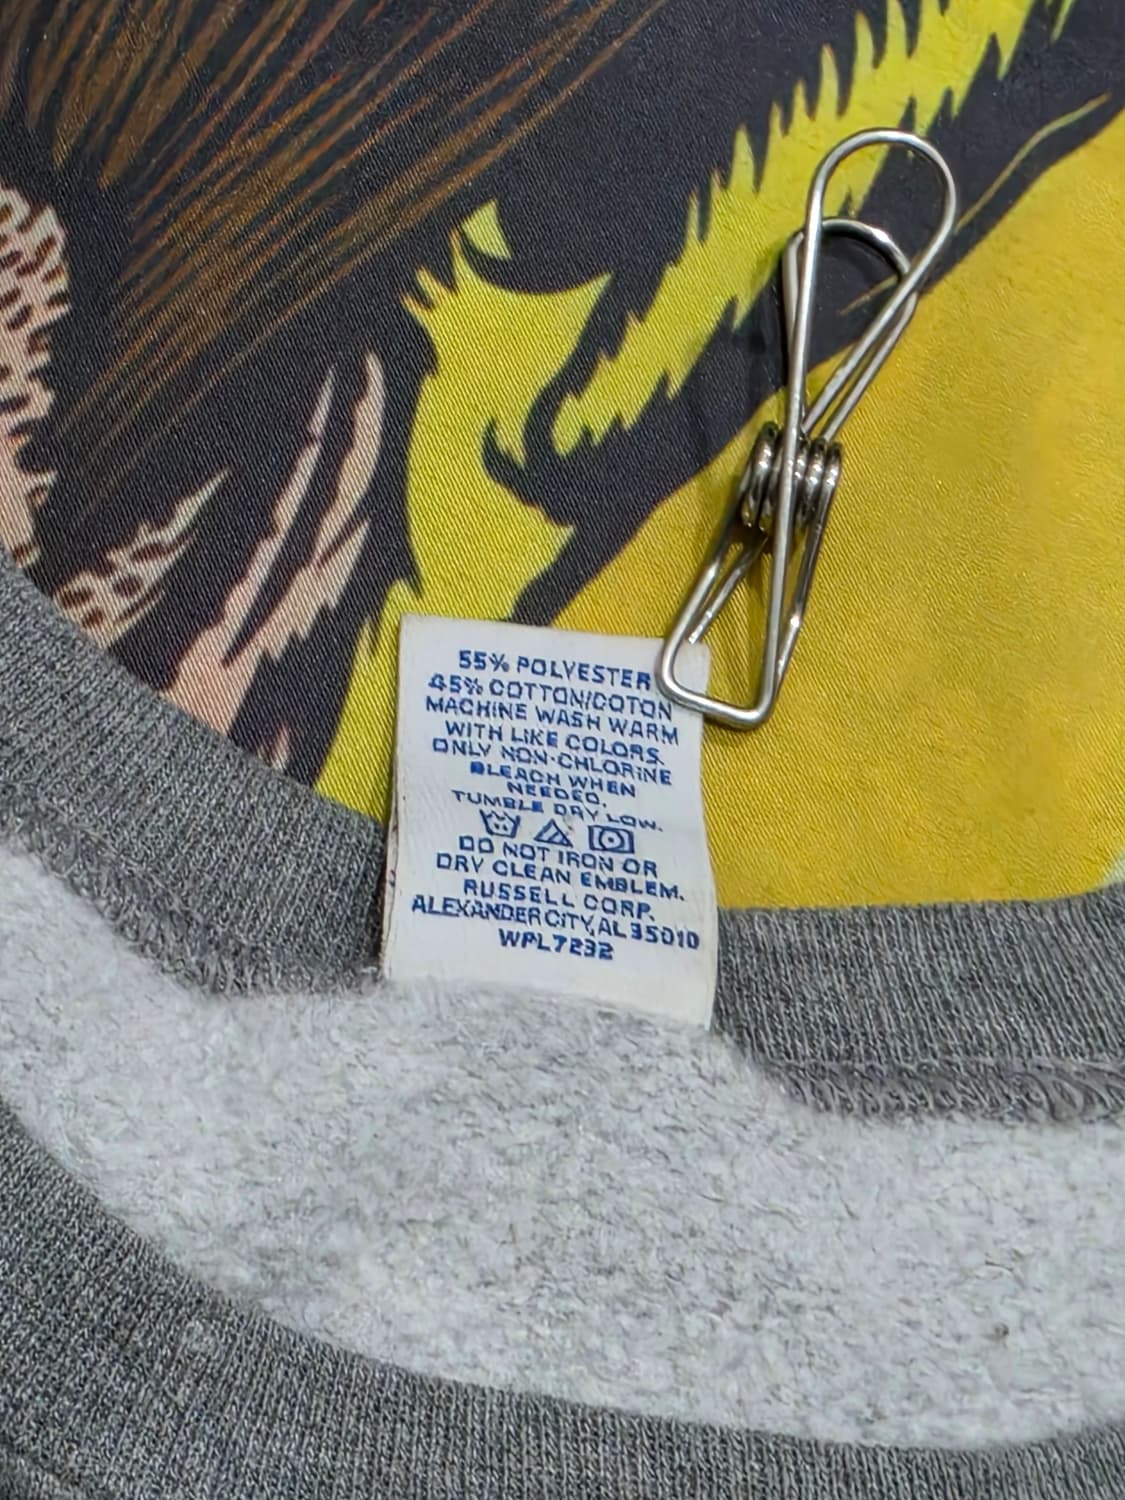 55% POLYESTER
45% COTTON/COTON
MACHINE WASH WARM
WITH LIKE COLORS.
ONLY NON-CHLORINE
BLEACH WHEN
NEEDED.
TUMBLE DRY LOW.
DO NOT IRON OR
DRY CLEAN EMBLEM.
RUSSELL CORP.
ALEXANDER CITY, AL 35010
WPL7232